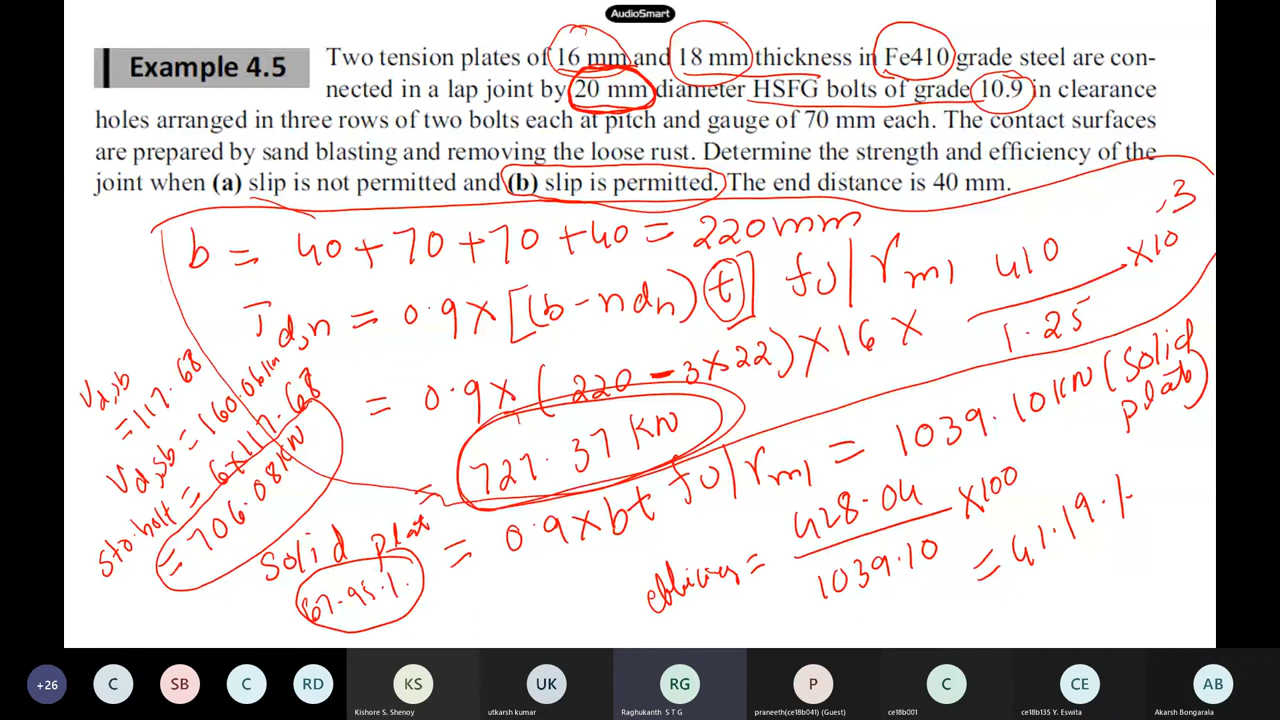 AudioSmart
Example 4.5
Two tension plates of 16 mm and 18 mm thickness in Fe410 grade steel are con-
nected in a lap joint by 20 mm diameter HSFG bolts of grade 10.9 in clearance
holes arranged in three rows of two bolts each at pitch and gauge of 70 mm each. The contact surfaces
are prepared by sand blasting and removing the loose rust. Determine the strength and efficiency of the
joint when (a) slip is not permitted and (b) slip is permitted. The end distance is 40 mm.
b = 40 + 70 + 70 + 40 = 220mm
Td,n = 0.9 × [(b - n dn) t] fu / γm1
410
×10
1.25
= 0.9 × (220 - 3×22) × 16 ×
= 727.37 KN
Vd,sb
= 117.68
Vd,sb = 160.06 kN
sto. bolt = 6×117.68
= 706.08 KN
Solid plat = 0.9 × bt fu / γm1 = 1039.10 KN (Solid
plate)
67.95 %
428.04
×100
1039.10
= 41.19 %
+26
C
SB
C
RD
KS
UK
RG
P
C
CE
AB
Kishore S. Shenoy
utkarsh kumar
Raghukanth S T G
praneeth(ce18b041) (Guest)
ce18b001
ce18b135 Y. Eswita
Akarsh Bongarala